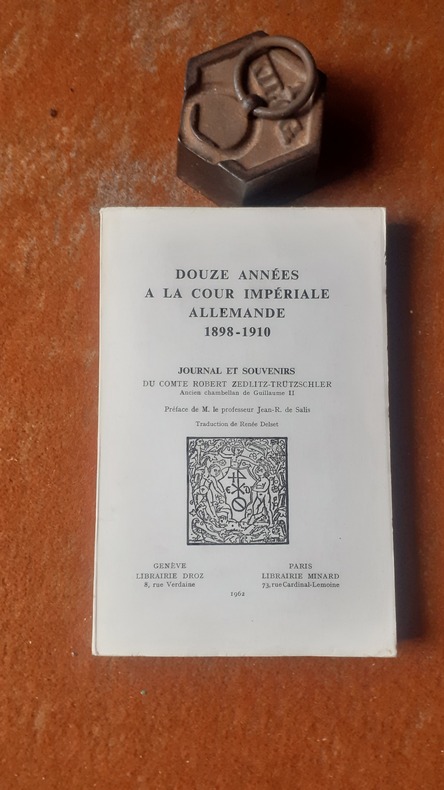 DOUZE ANNÉES
A LA COUR IMPÉRIALE
ALLEMANDE
1898-1910
JOURNAL ET SOUVENIRS
DU COMTE ROBERT ZEDLITZ-TRÜTZSCHLER
Ancien chambellan de Guillaume II
Préface de M. le professeur Jean-R. de Salis
Traduction de Renée Delset
GENÈVE
LIBRAIRIE DROZ
8, rue Verdaine
PARIS
LIBRAIRIE MINARD
73, rue Cardinal-Lemoine
1962